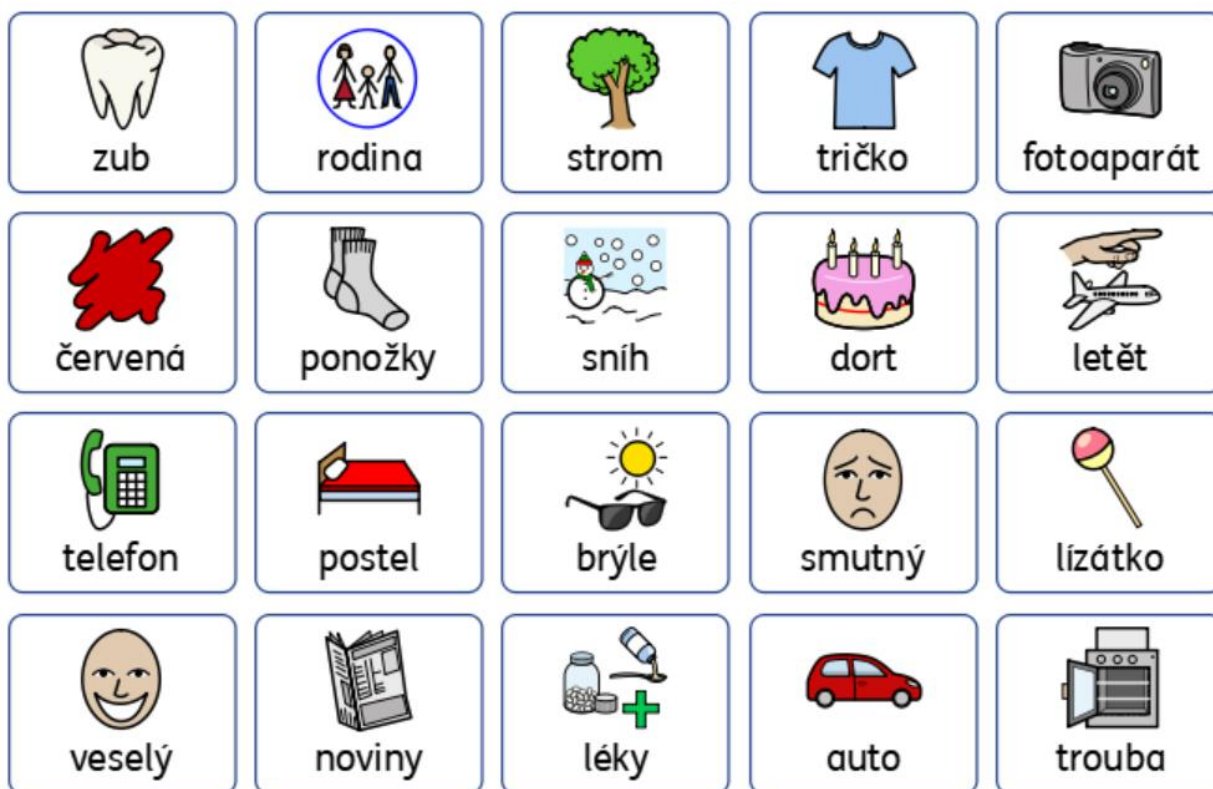 zub rodina strom tričko fotoaparát
červená ponožky sníh dort letět
telefon postel brýle smutný lízátko
veselý noviny léky auto trouba